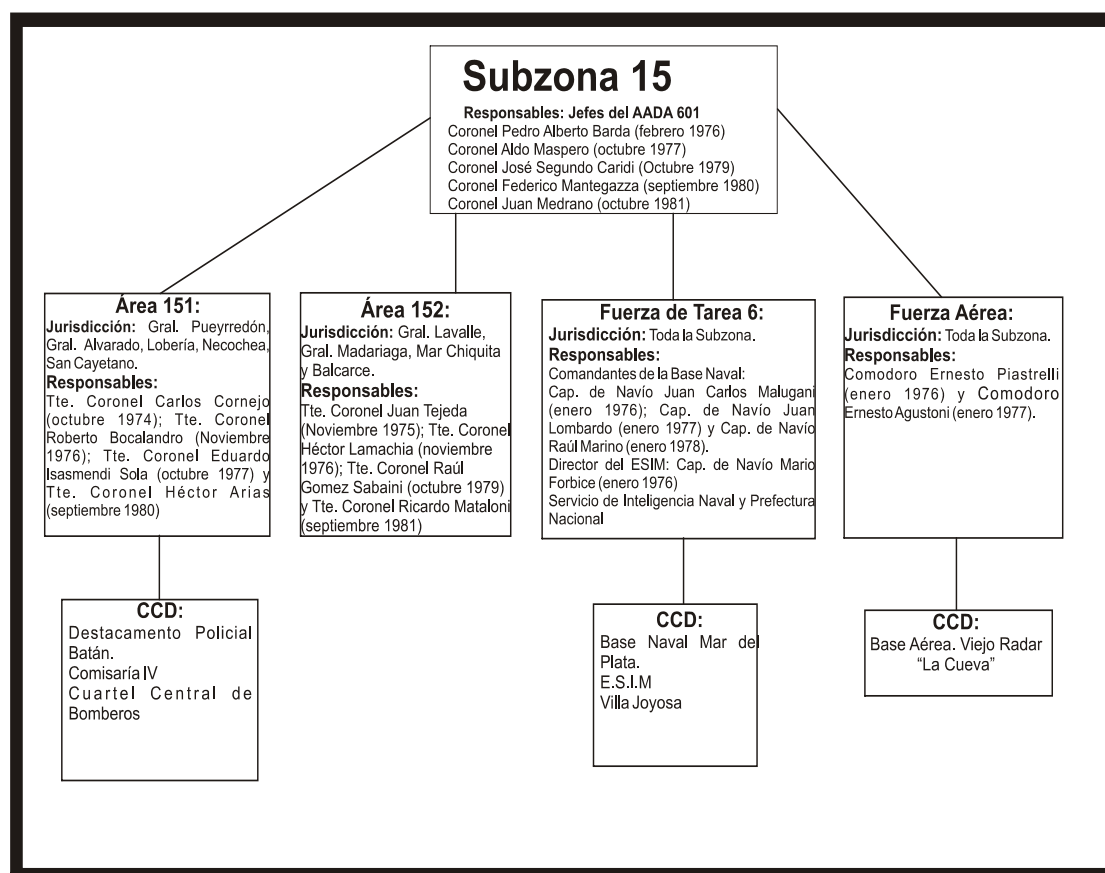 Subzona 15
Responsables: Jefes del AADA 601
Coronel Pedro Alberto Barda (febrero 1976)
Coronel Aldo Maspero (octubre 1977)
Coronel José Segundo Caridi (Octubre 1979)
Coronel Federico Mantegazza (septiembre 1980)
Coronel Juan Medrano (octubre 1981)
Área 151:
Jurisdicción: Gral. Pueyrredón,
Gral. Alvarado, Lobería, Necochea,
San Cayetano.
Responsables:
Tte. Coronel Carlos Cornejo
(octubre 1974); Tte. Coronel
Roberto Bocalandro (Noviembre
1976); Tte. Coronel Eduardo
Isasmendi Sola (octubre 1977) y
Tte. Coronel Héctor Arias
(septiembre 1980)
Área 152:
Jurisdicción: Gral. Lavalle,
Gral. Madariaga, Mar Chiquita
y Balcarce.
Responsables:
Tte. Coronel Juan Tejeda
(Noviembre 1975); Tte. Coronel
Héctor Lamachia (noviembre
1976); Tte. Coronel Raúl
Gomez Sabaini (octubre 1979)
y Tte. Coronel Ricardo Mataloni
(septiembre 1981)
Fuerza de Tarea 6:
Jurisdicción: Toda la Subzona.
Responsables:
Comandantes de la Base Naval:
Cap. de Navío Juan Carlos Malugani
(enero 1976); Cap. de Navío Juan
Lombardo (enero 1977) y Cap. de Navío
Raúl Marino (enero 1978).
Director del ESIM: Cap. de Navío Mario
Forbice (enero 1976)
Servicio de Inteligencia Naval y Prefectura
Nacional
Fuerza Aérea:
Jurisdicción: Toda la Subzona.
Responsables:
Comodoro Ernesto Piastrelli
(enero 1976) y Comodoro
Ernesto Agustoni (enero 1977).
CCD:
Destacamento Policial
Batán.
Comisaría IV
Cuartel Central de
Bomberos
CCD:
Base Naval Mar del
Plata.
E.S.I.M
Villa Joyosa
CCD:
Base Aérea. Viejo Radar
“La Cueva”